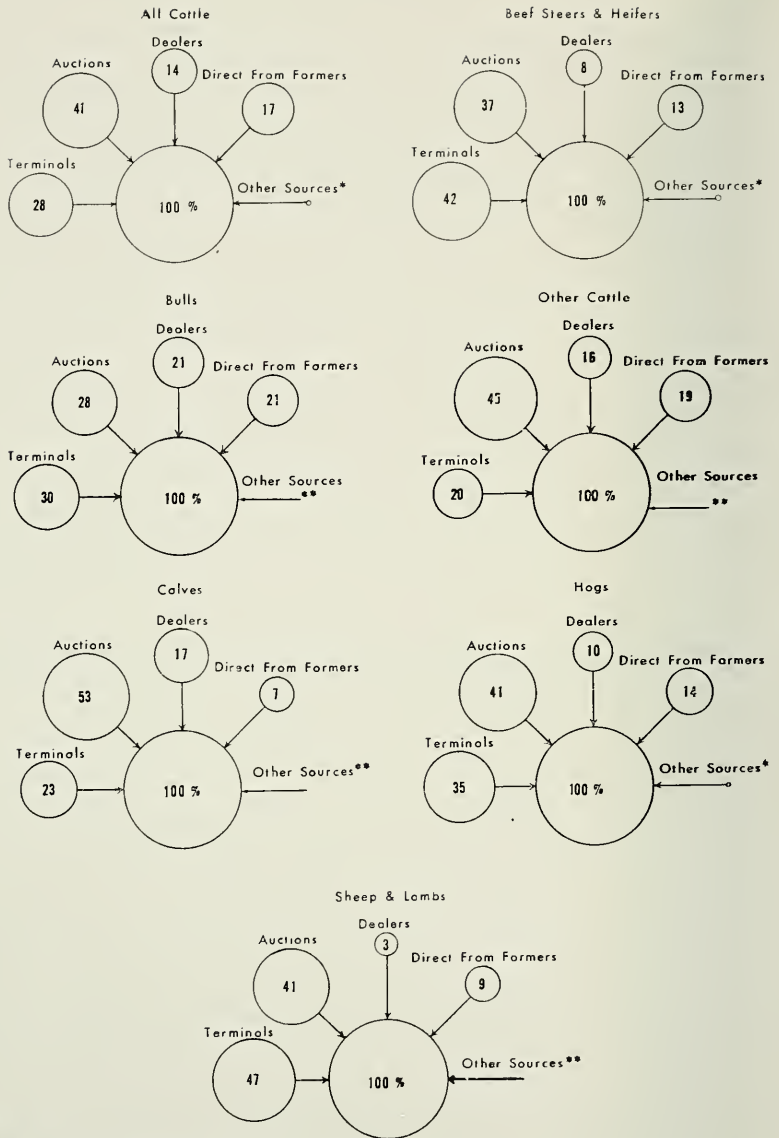 All Cattle
Dealers
14
Auctions
41
Direct From Farmers
17
Terminals
28
Other Sources*
100 %
Beef Steers & Heifers
Dealers
8
Auctions
37
Direct From Farmers
13
Terminals
42
Other Sources*
100 %
Bulls
Dealers
21
Auctions
28
Direct From Farmers
21
Terminals
30
Other Sources
**
100 %
Other Cattle
Dealers
16
Auctions
45
Direct From Farmers
19
Terminals
20
Other Sources
**
100 %
Calves
Dealers
17
Auctions
53
Direct From Farmers
7
Terminals
23
Other Sources**
100 %
Hogs
Dealers
10
Auctions
41
Direct From Farmers
14
Terminals
35
Other Sources*
100 %
Sheep & Lambs
Dealers
3
Auctions
41
Direct From Farmers
9
Terminals
47
Other Sources**
100 %